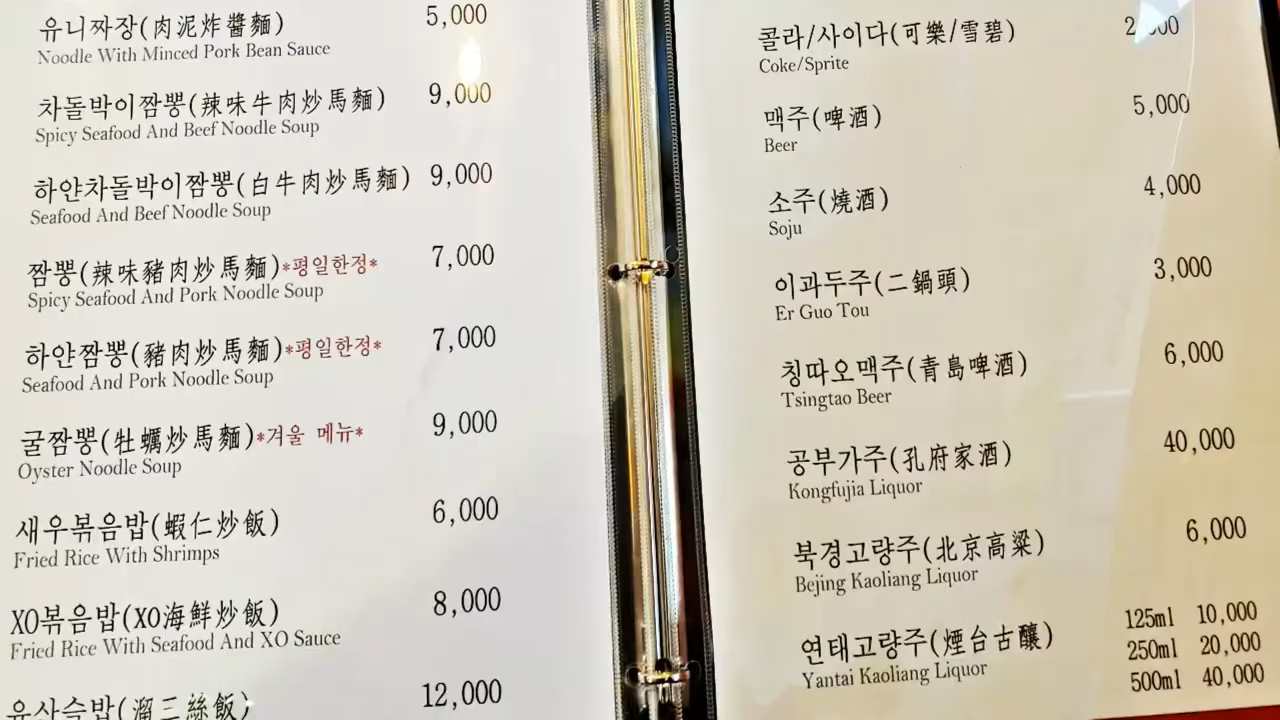 유니짜장(肉泥炸醬麵) 5,000
Noodle With Minced Pork Bean Sauce
차돌박이짬뽕(辣味牛肉炒馬麵) 9,000
Spicy Seafood And Beef Noodle Soup
하얀차돌박이짬뽕(白牛肉炒馬麵) 9,000
Seafood And Beef Noodle Soup
짬뽕(辣味豬肉炒馬麵)*평일한정* 7,000
Spicy Seafood And Pork Noodle Soup
하얀짬뽕(豬肉炒馬麵)*평일한정* 7,000
Seafood And Pork Noodle Soup
굴짬뽕(牡蠣炒馬麵)*겨울 메뉴* 9,000
Oyster Noodle Soup
새우볶음밥(蝦仁炒飯) 6,000
Fried Rice With Shrimps
XO볶음밥(XO海鮮炒飯) 8,000
Fried Rice With Seafood And XO Sauce
유산슬밥(溜三絲飯) 12,000
콜라/사이다(可樂/雪碧)
Coke/Sprite
맥주(啤酒) 5,000
Beer
소주(燒酒) 4,000
Soju
이과두주(二鍋頭) 3,000
Er Guo Tou
칭따오맥주(青島啤酒) 6,000
Tsingtao Beer
공부가주(孔府家酒) 40,000
Kongfujia Liquor
북경고량주(北京高粱) 6,000
Bejing Kaoliang Liquor
연태고량주(煙台古釀) 125ml 10,000
Yantai Kaoliang Liquor 250ml 20,000
500ml 40,000